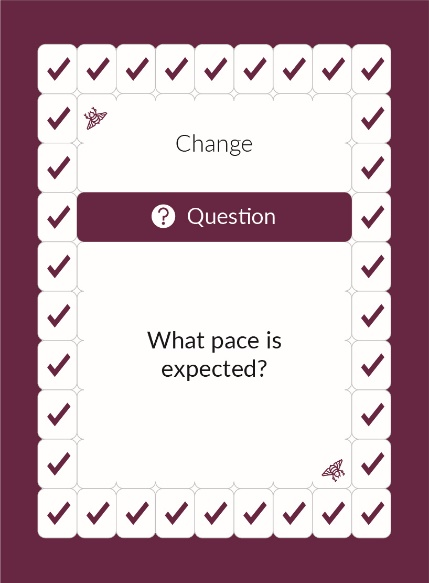 Change
? Question
What pace is
expected?